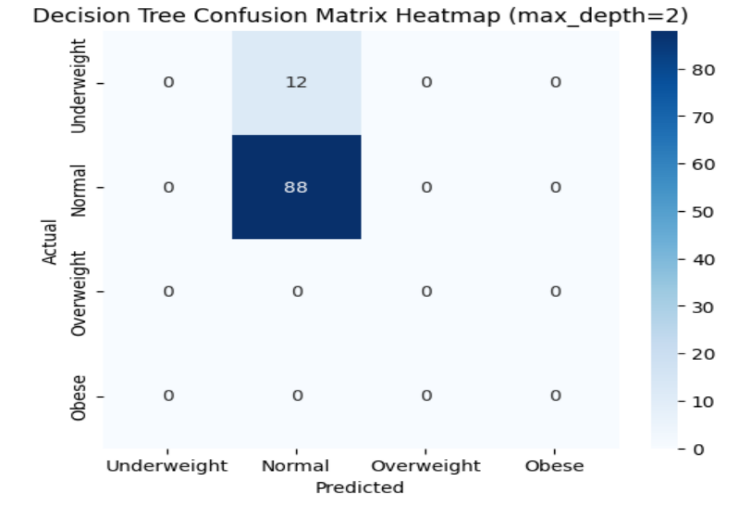 Decision Tree Confusion Matrix Heatmap (max_depth=2)
Actual
Underweight
0 12 0 0
Normal
0 88 0 0
Overweight
0 0 0 0
Obese
0 0 0 0
Underweight Normal Overweight Obese
Predicted
80
70
60
50
40
30
20
10
0